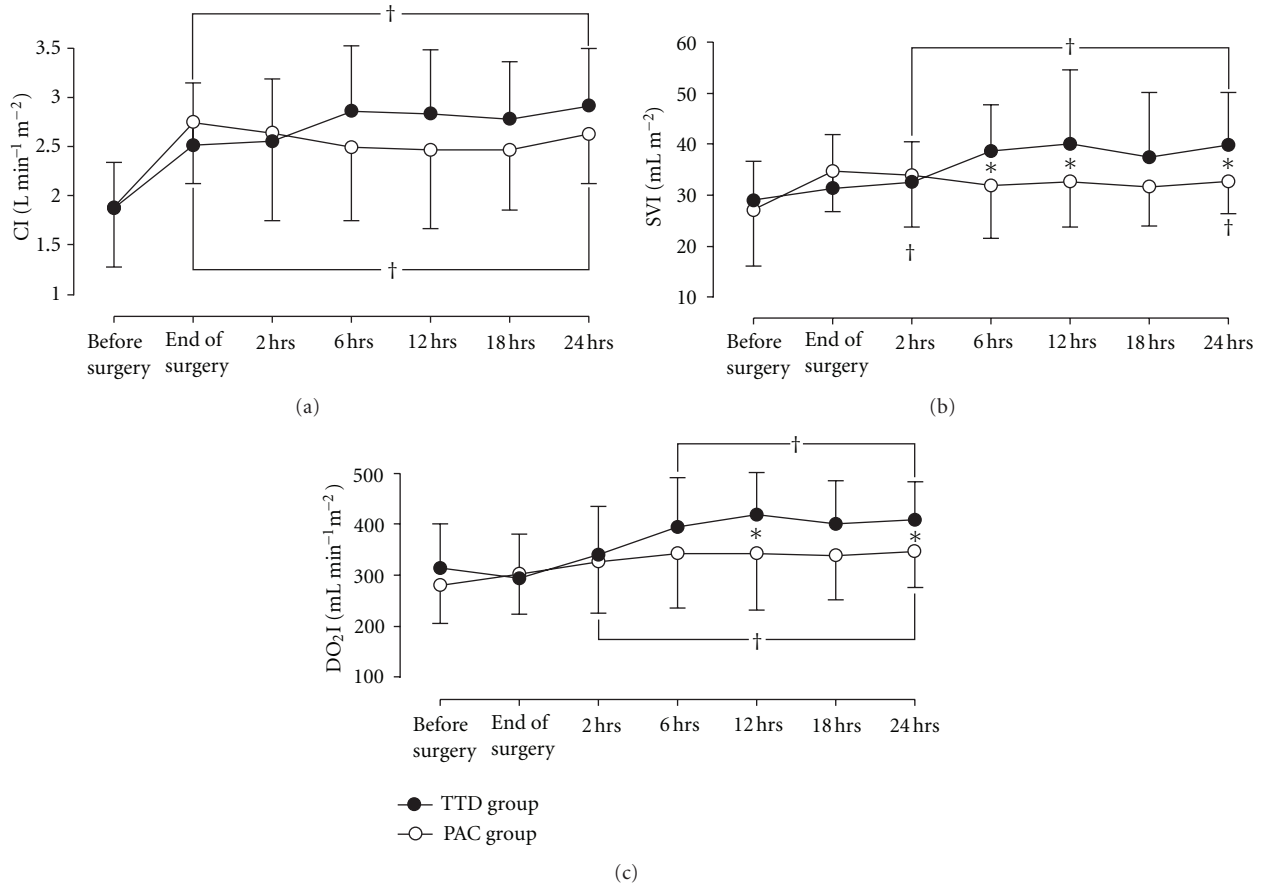 †
3.5
3
2.5
2
1.5
1
CI (L min−1 m−2)
†
Before surgery
End of surgery
2 hrs
6 hrs
12 hrs
18 hrs
24 hrs
(a)
†
60
50
40
30
20
10
SVI (mL m−2)
*
*
*
†
†
Before surgery
End of surgery
2 hrs
6 hrs
12 hrs
18 hrs
24 hrs
(b)
†
500
400
300
200
100
DO2I (mL min−1 m−2)
*
*
†
Before surgery
End of surgery
2 hrs
6 hrs
12 hrs
18 hrs
24 hrs
TTD group
PAC group
(c)